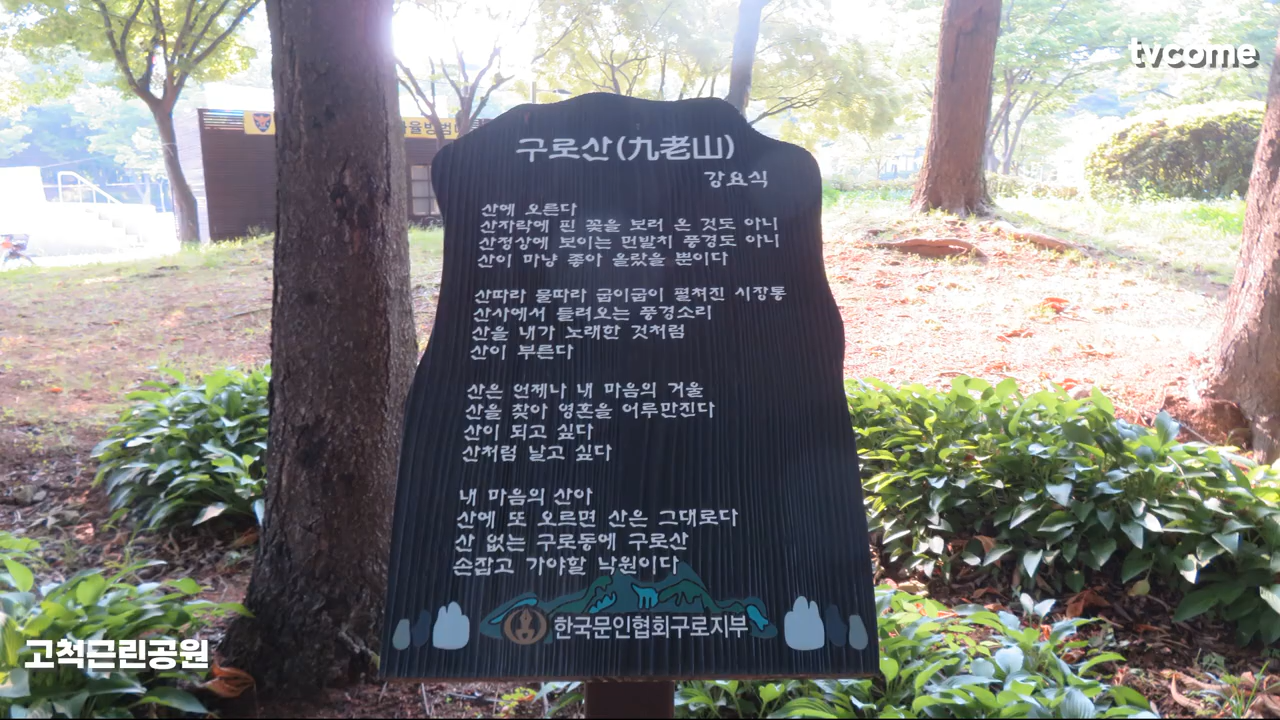 tvcome
구로산(九老山)
강요식
산에 오른다
산자락에 핀 꽃을 보러 온 것도 아니
산정상에 보이는 먼발치 풍경도 아니
산이 마냥 좋아 올랐을 뿐이다
산따라 물따라 굽이굽이 펼쳐진 시장통
산사에서 들려오는 풍경소리
산을 내가 노래한 것처럼
산이 부른다
산은 언제나 내 마음의 거울
산을 찾아 영혼을 어루만진다
산이 되고 싶다
산처럼 날고 싶다
내 마음의 산아
산에 또 오르면 산은 그대로다
산 없는 구로동에 구로산
손잡고 가야할 낙원이다
한국문인협회구로지부
고척근린공원